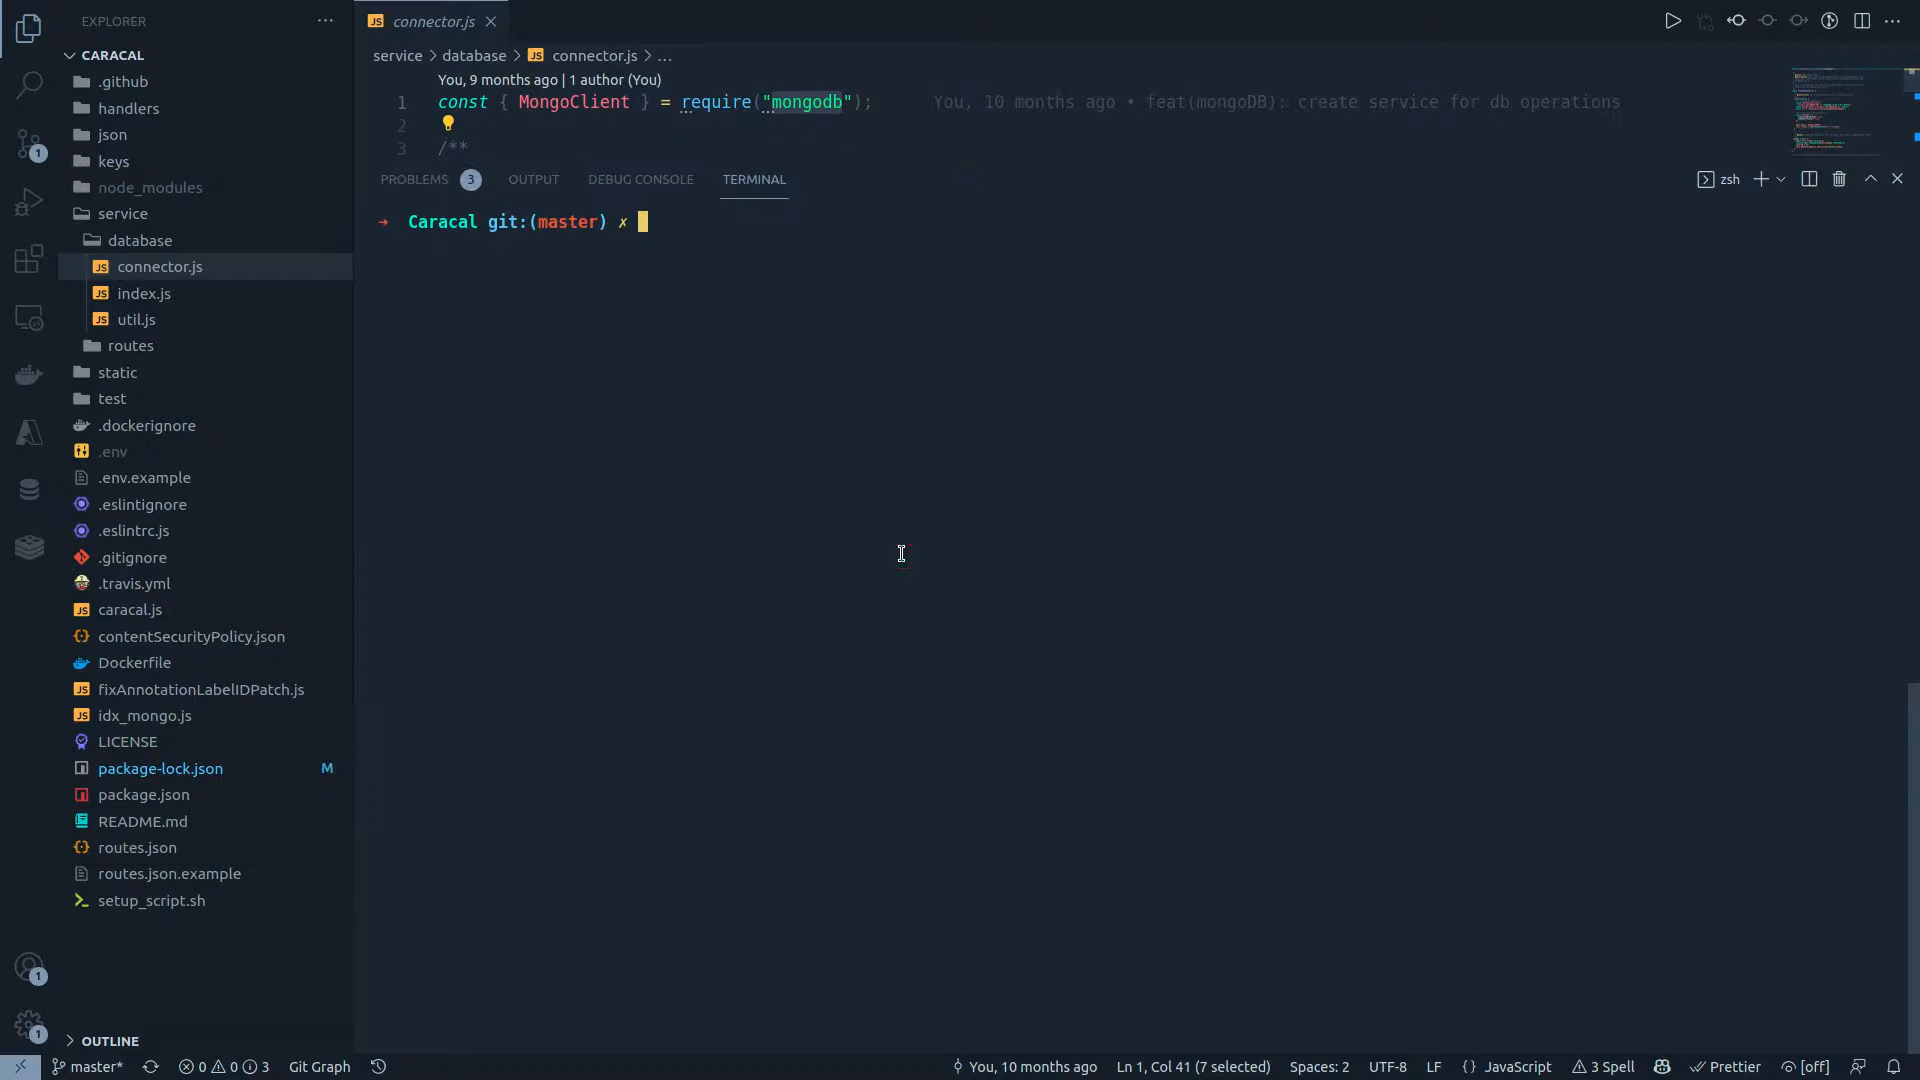 EXPLORER
CARACAL
.github
handlers
json
keys
node_modules
service
database
connector.js
index.js
util.js
routes
static
test
.dockerignore
.env
.env.example
.eslintignore
.eslintrc.js
.gitignore
.travis.yml
caracal.js
contentSecurityPolicy.json
Dockerfile
fixAnnotationLabelIDPatch.js
idx_mongo.js
LICENSE
package-lock.json M
package.json
README.md
routes.json
routes.json.example
setup_script.sh
OUTLINE
1
1
1
JS connector.js
service > database > JS connector.js > ...
You, 9 months ago | 1 author (You)
1 const { MongoClient } = require("mongodb"); You, 10 months ago • feat(mongoDB): create service for db operations
2
3 /**
PROBLEMS 3 OUTPUT DEBUG CONSOLE TERMINAL zsh
→ Caracal git:(master) ✗
master* 0 0 3 Git Graph You, 10 months ago Ln 1, Col 41 (7 selected) Spaces: 2 UTF-8 LF {} JavaScript 3 Spell Prettier [off]